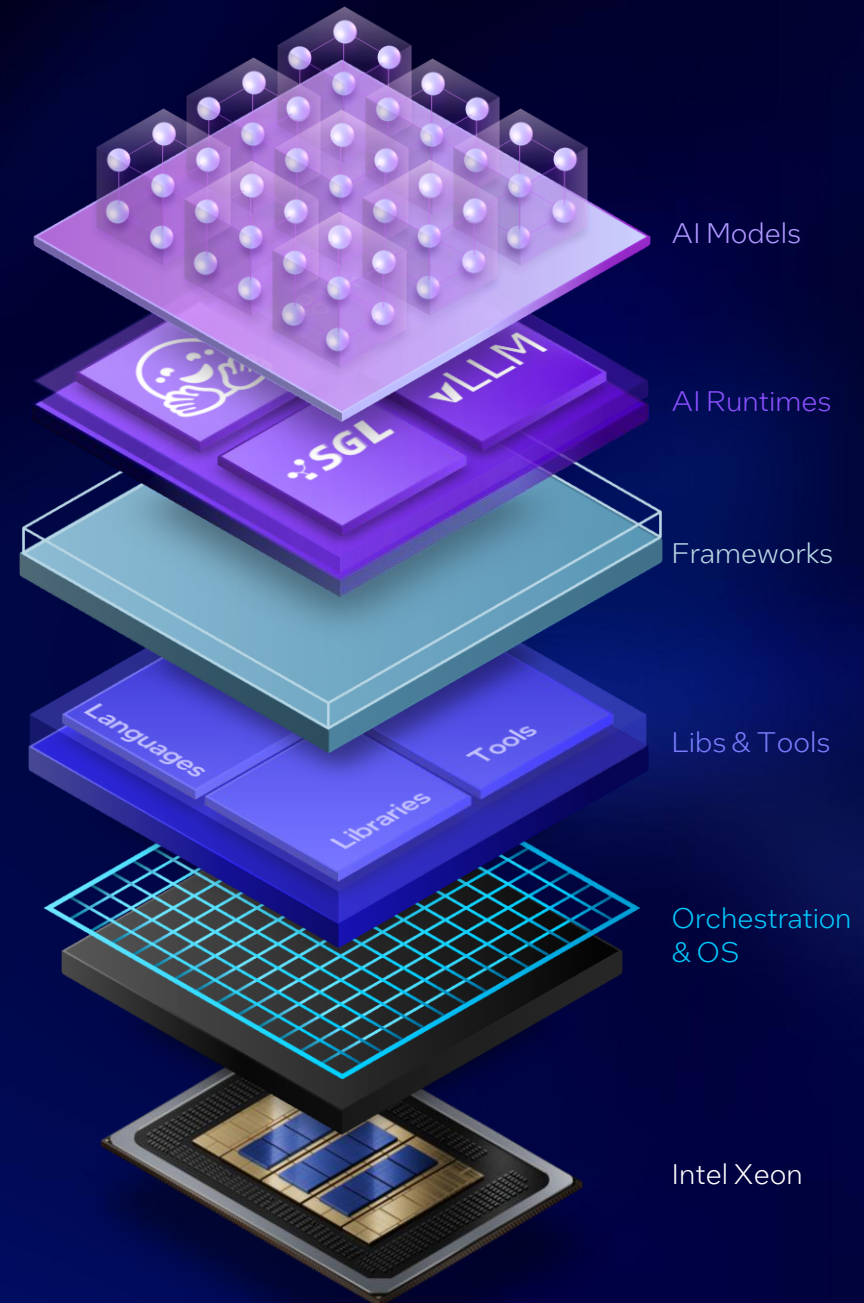 AI Models
vLLM
AI Runtimes
SGL
Frameworks
Languages
Tools
Libraries
Libs & Tools
Orchestration
& OS
Intel Xeon